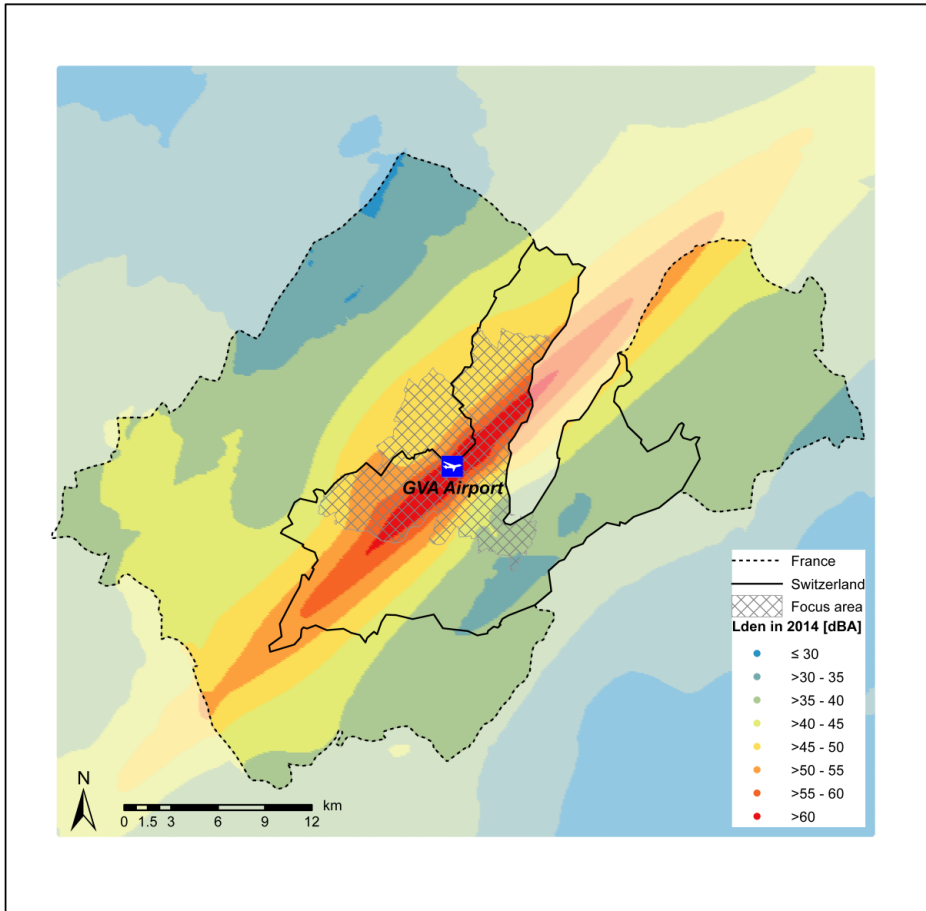 GVA Airport
France
Switzerland
Focus area
Lden in 2014 [dBA]
≤ 30
>30 - 35
>35 - 40
>40 - 45
>45 - 50
>50 - 55
>55 - 60
>60
N
km
0 1.5 3 6 9 12